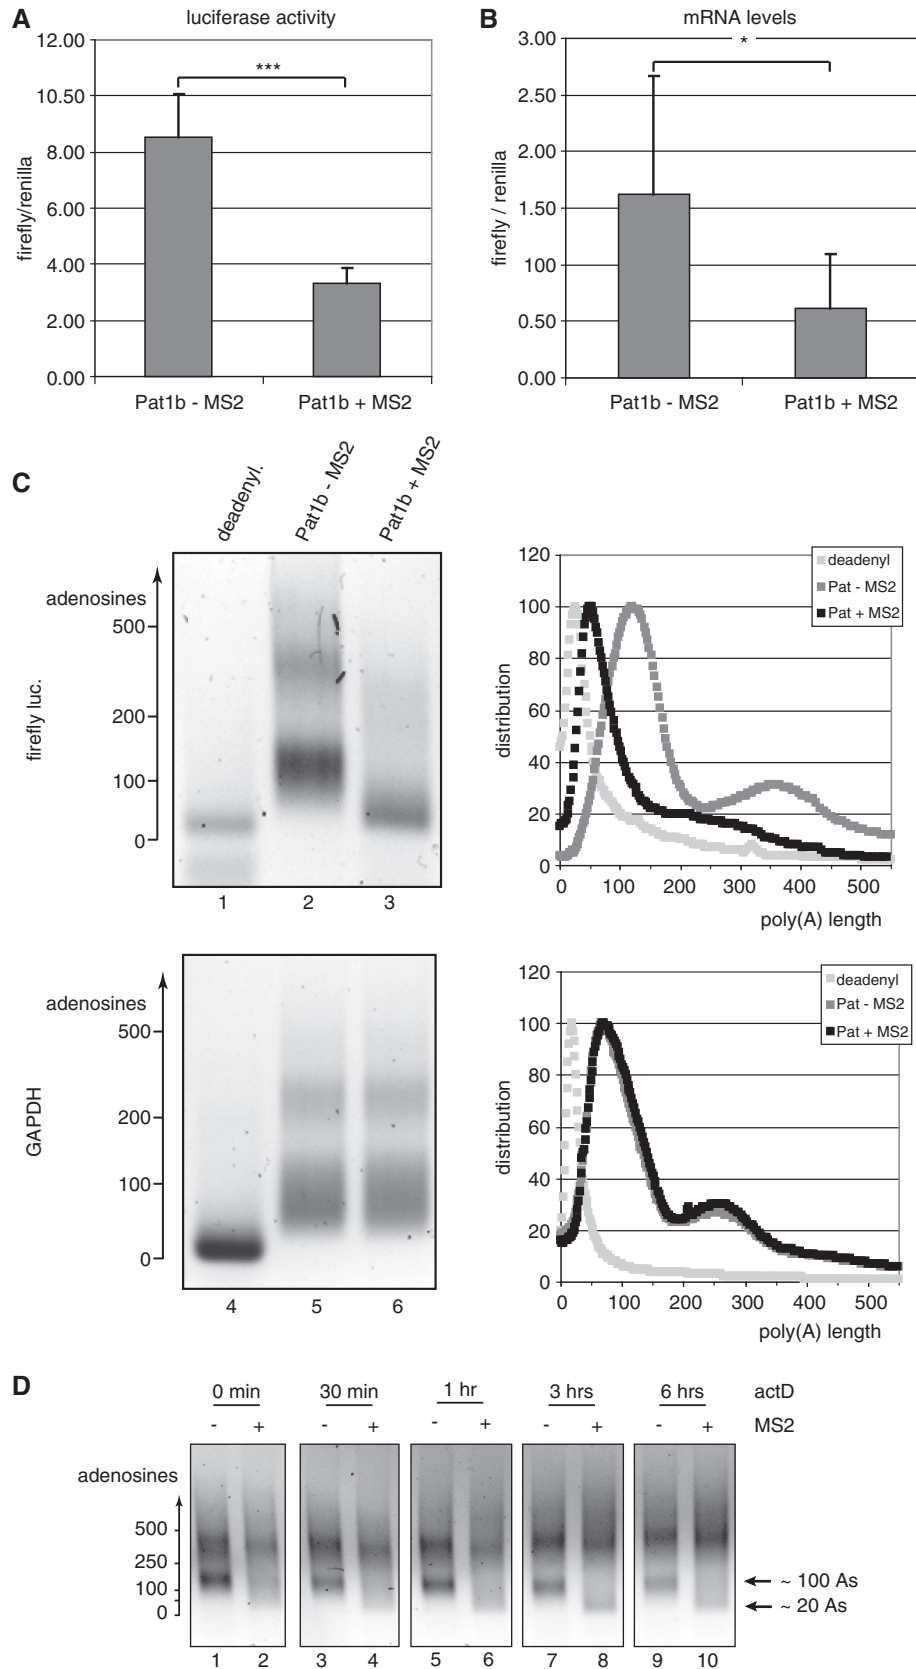 A
luciferase activity
12.00
10.50
8.00
6.00
4.00
2.00
0.00
firefly/renilla
***
Pat1b - MS2
Pat1b + MS2
B
mRNA levels
3.00
2.50
2.00
1.50
100
0.50
0.00
firefly / renilla
*
Pat1b - MS2
Pat1b + MS2
C
deadenyl.
Pat1b - MS2
Pat1b + MS2
firefly luc.
adenosines
500
200
100
0
1 2 3
120
100
80
60
40
20
0
distribution
deadenyl
Pat - MS2
Pat + MS2
0 100 200 300 400 500
poly(A) length
GAPDH
adenosines
500
200
100
0
4 5 6
120
100
80
60
40
20
0
distribution
deadenyl
Pat - MS2
Pat + MS2
0 100 200 300 400 500
poly(A) length
D
0 min 30 min 1 hr 3 hrs 6 hrs actD
- + - + - + - + - + MS2
adenosines
500
250
100
0
~ 100 As
~ 20 As
1 2 3 4 5 6 7 8 9 10